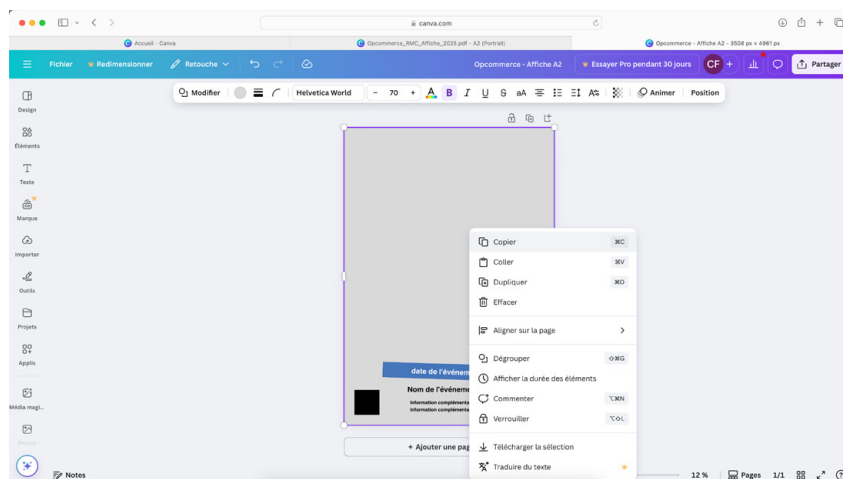 canva.com
Accueil - Canva
Opcommerce_RMC_Affiche_2025.pdf - A2 (Portrait)
Opcommerce - Affiche A2 - 3508 px × 4961 px
Fichier
Redimensionner
Retouche
Opcommerce - Affiche A2
Essayer Pro pendant 30 jours
CF
Partager
Modifier
Helvetica World
- 70 +
A
B
I
U
S
aA
Animer
Position
Design
Éléments
Texte
Marque
Importer
Outils
Projets
Applis
Média magi...
Photos
Copier ⌘C
Coller ⌘V
Dupliquer ⌘D
Effacer
Aligner sur la page
Dégrouper ⇧⌘G
Afficher la durée des éléments
Commenter ⌥⌘N
Verrouiller ⌥⇧L
Télécharger la sélection
Traduire du texte
date de l'événem
Nom de l'événeme
Information complémenta
Information complémenta
+ Ajouter une pag
Notes
12 %
Pages
1/1